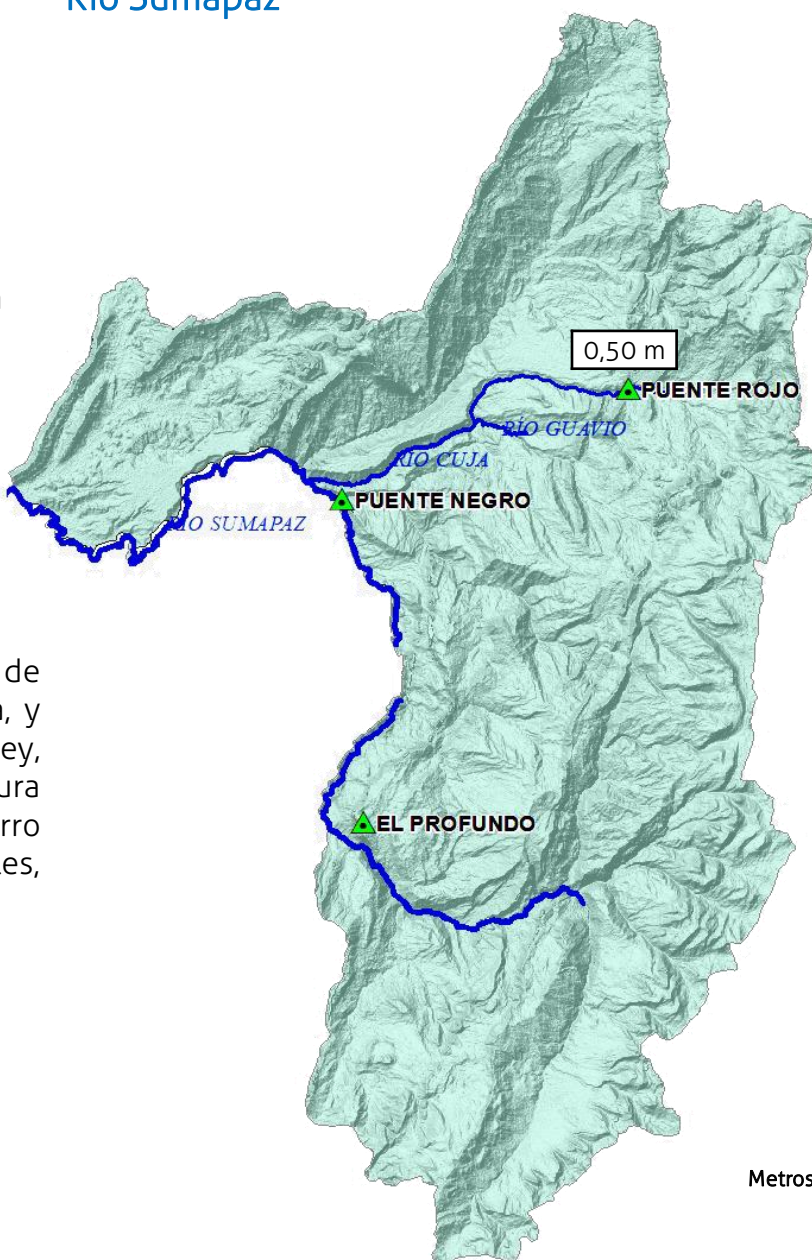 Río Sumapaz
0,50 m
PUENTE ROJO
RÍO GUAVIO
RÍO CUJA
PUENTE NEGRO
RÍO SUMAPAZ
de
, y
ey,
ura
rro
es,
EL PROFUNDO
Metros